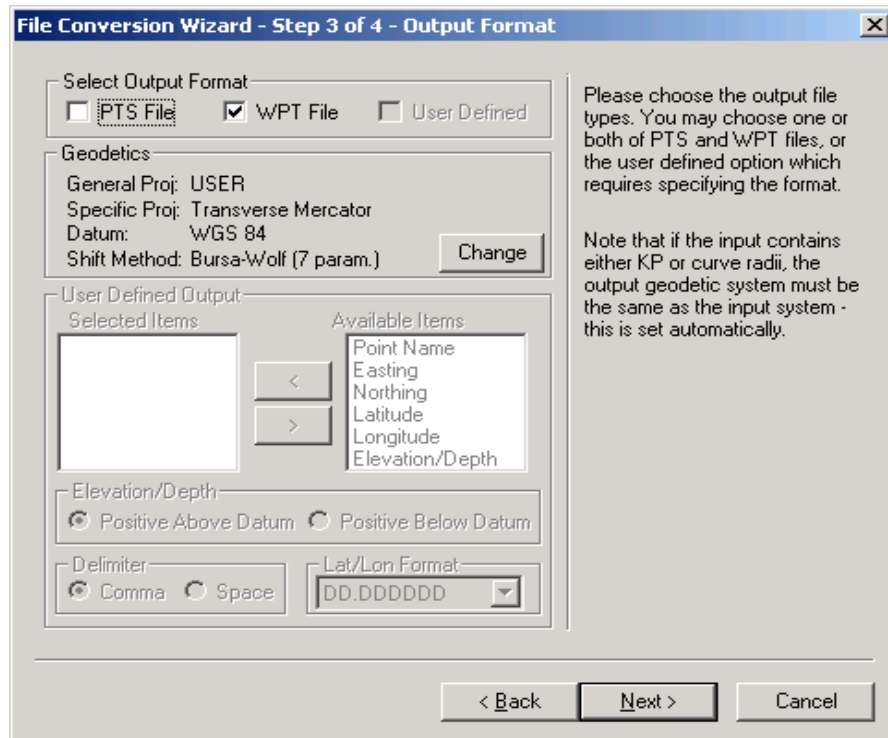 File Conversion Wizard - Step 3 of 4 - Output Format
Select Output Format
PTS File
WPT File
User Defined
Geodetics
General Proj: USER
Specific Proj: Transverse Mercator
Datum: WGS 84
Shift Method: Bursa-Wolf (7 param.)
Change
User Defined Output
Selected Items
Available Items
<
>
Point Name
Easting
Northing
Latitude
Longitude
Elevation/Depth
Elevation/Depth
Positive Above Datum
Positive Below Datum
Delimiter
Comma
Space
Lat/Lon Format
DD.DDDDDD
Please choose the output file
types. You may choose one or
both of PTS and WPT files, or
the user defined option which
requires specifying the format.
Note that if the input contains
either KP or curve radii, the
output geodetic system must be
the same as the input system -
this is set automatically.
< Back
Next >
Cancel